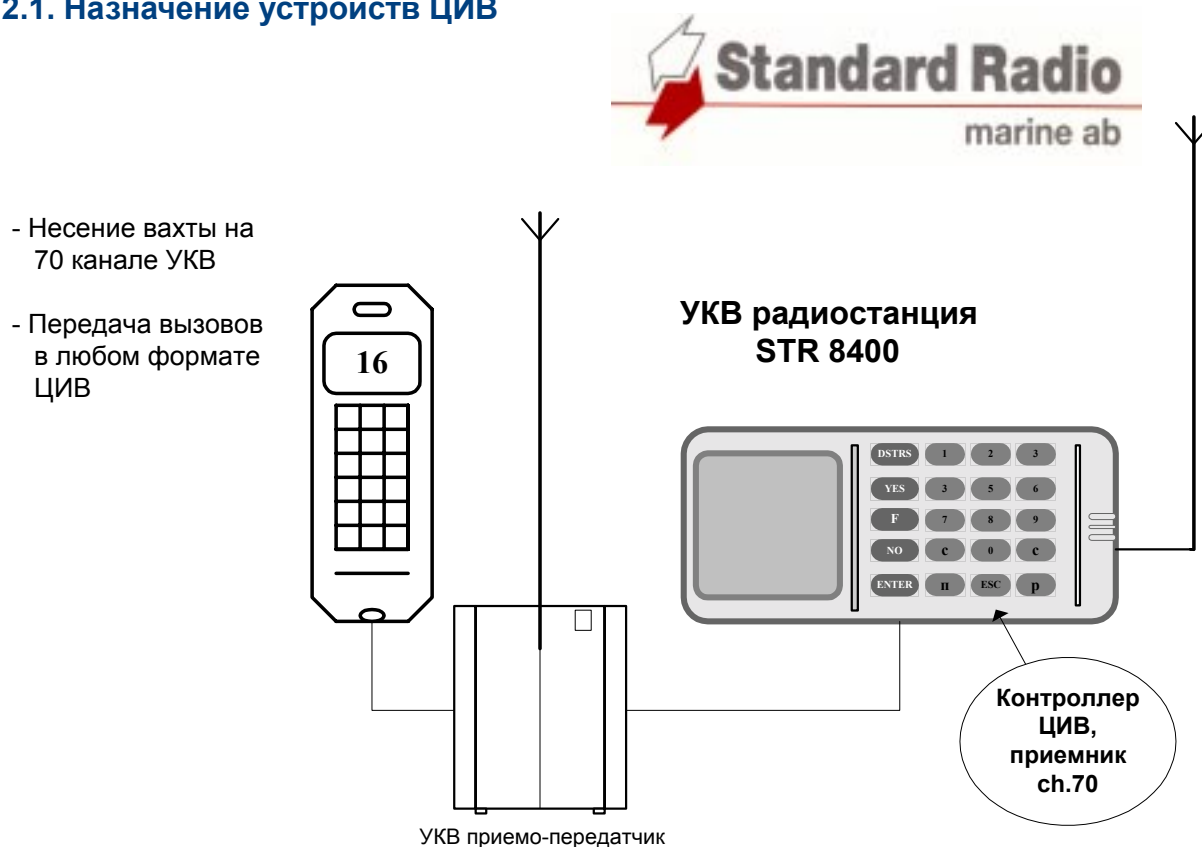 2.1. Назначение устройств ЦИВ
Standard Radio
marine ab
- Несение вахты на
70 канале УКВ
- Передача вызовов
в любом формате
ЦИВ
16
УКВ радиостанция
STR 8400
DSTRS 1 2 3
YES 3 5 6
F 7 8 9
NO с 0 с
ENTER п ESC р
Контроллер
ЦИВ,
приемник
ch.70
УКВ приемо-передатчик